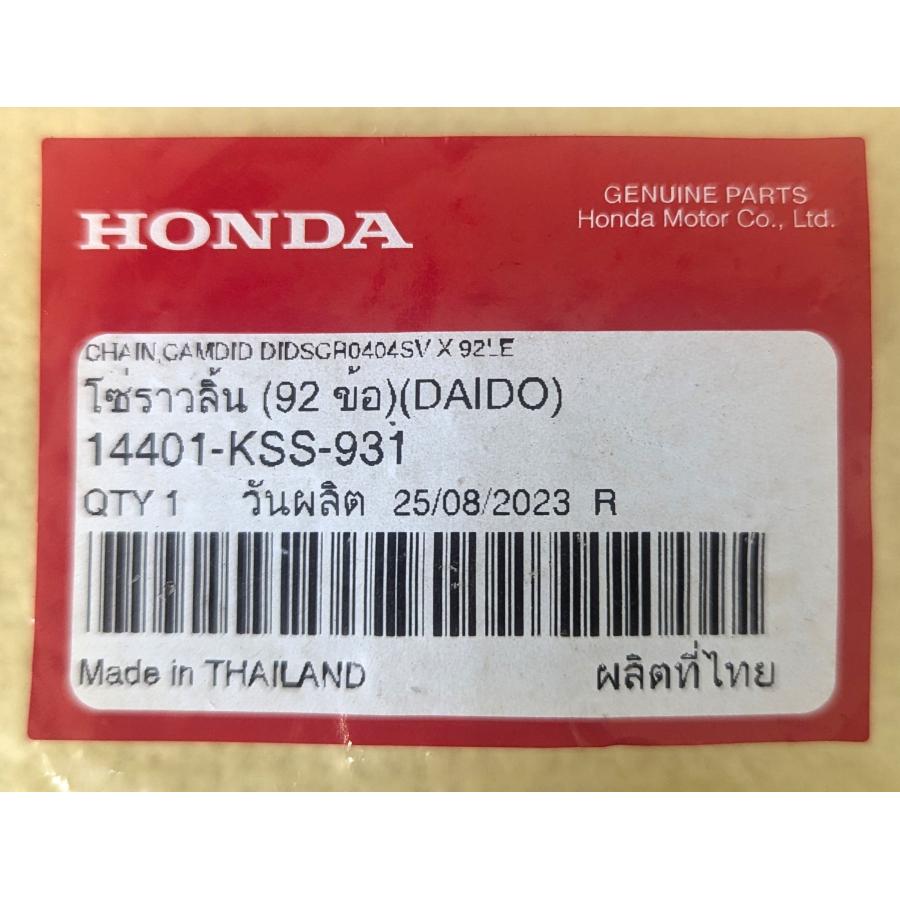 HONDA
GENUINE PARTS
Honda Motor Co., Ltd.
CHAIN,CAMDID DIDSCR0404SV X 92'LE
โซ่ราวลิ้น (92 ข้อ)(DAIDO)
14401-KSS-931
QTY 1 วันผลิต 25/08/2023 R
Made in THAILAND ผลิตที่ไทย